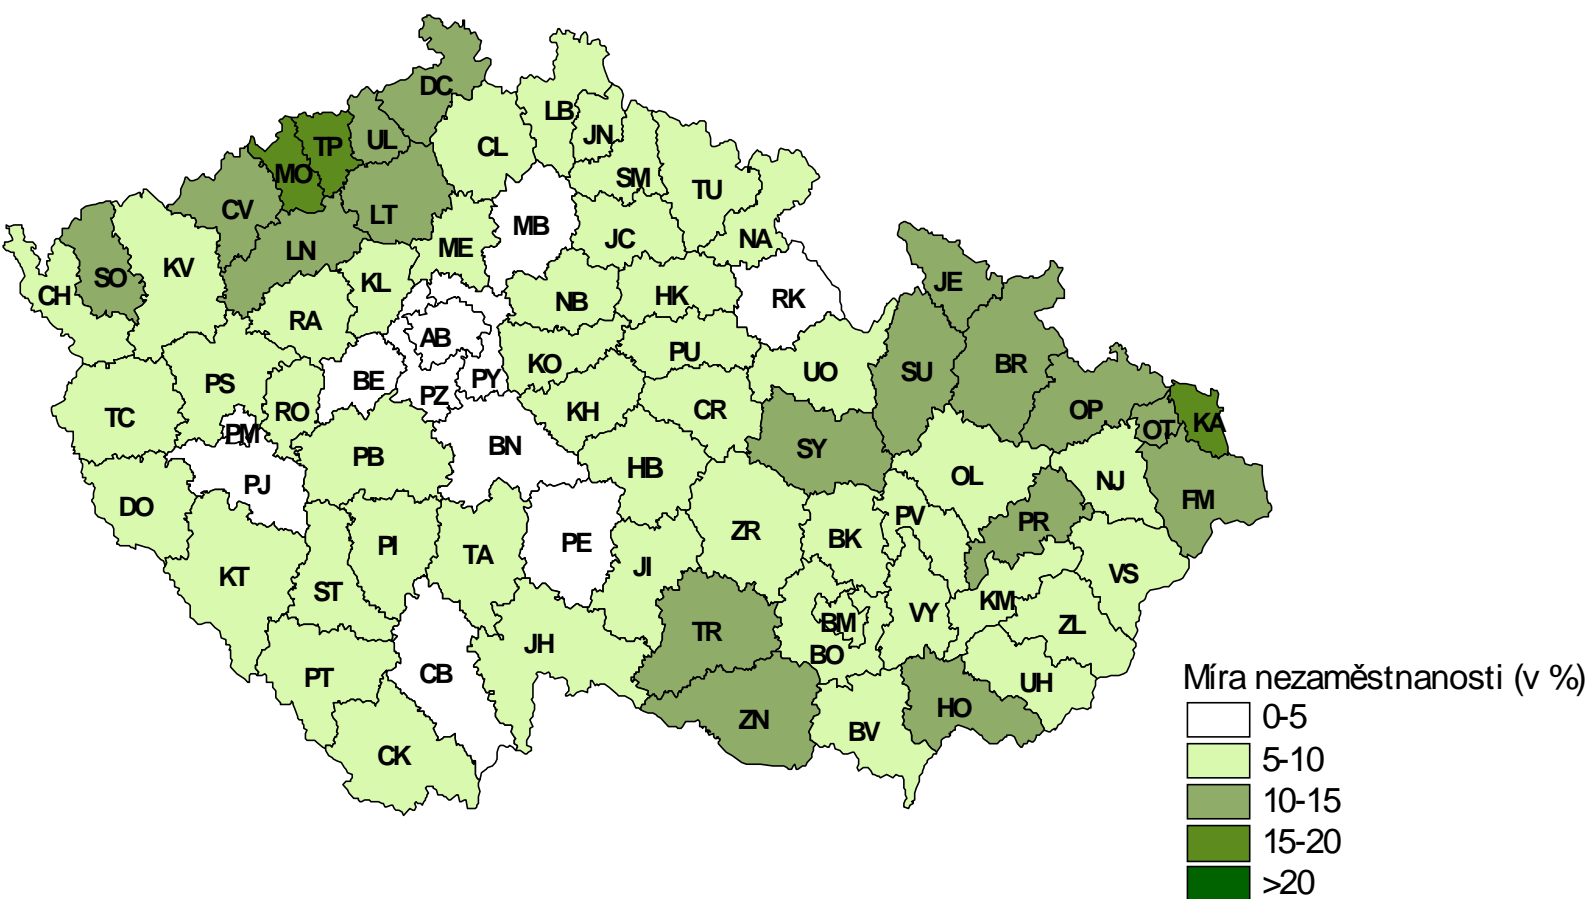 DC
LB
JN
TP
UL
CL
MO
SM
TU
CV
LT
MB
JC
NA
ME
LN
KV
SO
CH
KL
NB
HK
RK
JE
RA
AB
KO
PU
UO
SU
BR
PS
BE
PZ
PY
TC
RO
KH
CR
OP
OT
KA
PM
PB
BN
SY
HB
PJ
OL
NJ
FM
DO
PV
PR
PI
TA
PE
ZR
BK
JI
KT
ST
VS
KM
VY
BM
BO
ZL
TR
JH
CB
PT
UH
HO
ZN
BV
CK
Míra nezaměstnanosti (v %)
0-5
5-10
10-15
15-20
>20